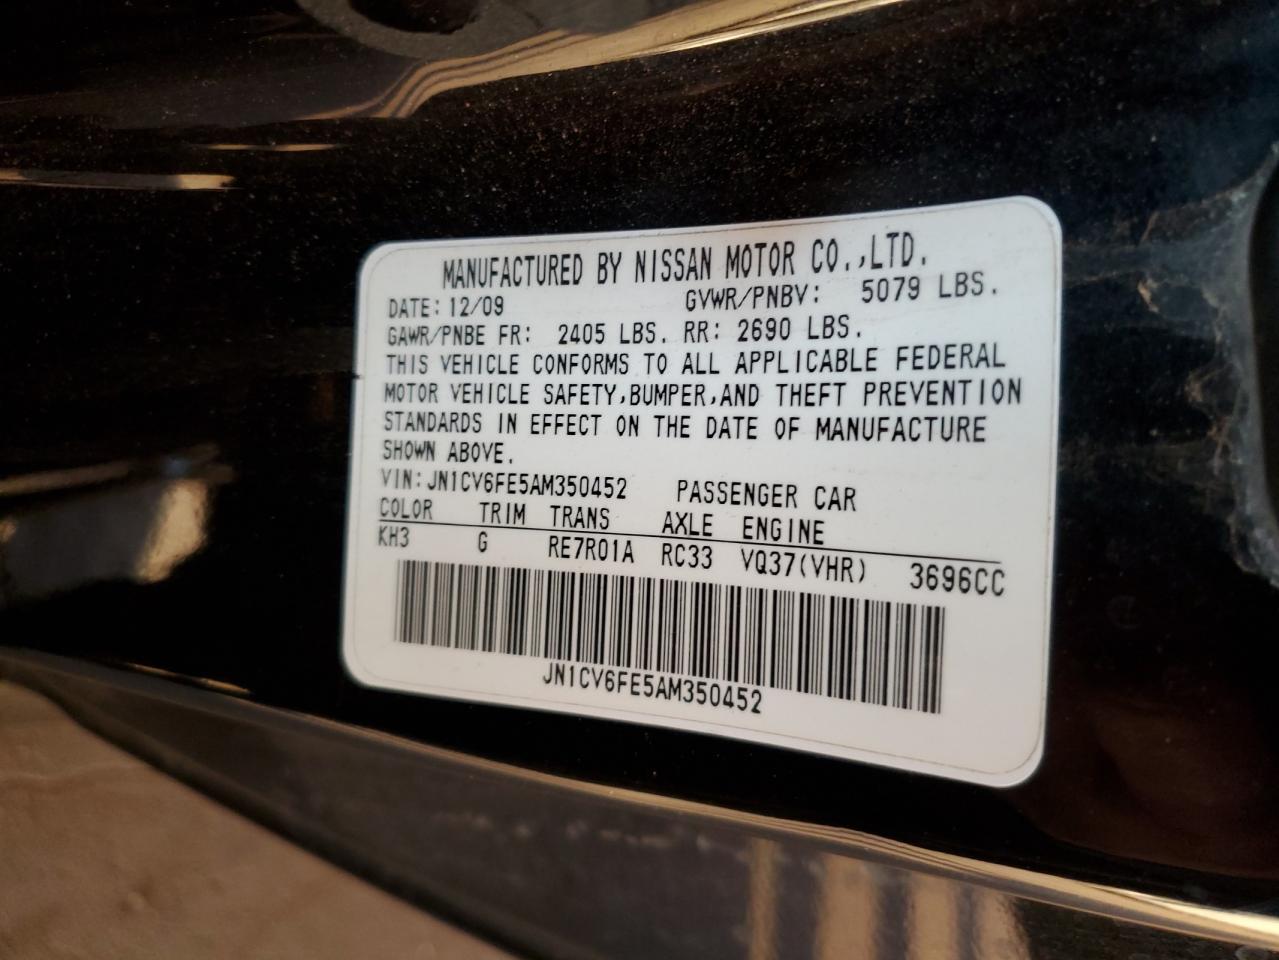 MANUFACTURED BY NISSAN MOTOR CO.,LTD.
DATE: 12/09 GVWR/PNBV: 5079 LBS.
GAWR/PNBE FR: 2405 LBS. RR: 2690 LBS.
THIS VEHICLE CONFORMS TO ALL APPLICABLE FEDERAL
MOTOR VEHICLE SAFETY,BUMPER,AND THEFT PREVENTION
STANDARDS IN EFFECT ON THE DATE OF MANUFACTURE
SHOWN ABOVE.
VIN:JN1CV6FE5AM350452 PASSENGER CAR
COLOR TRIM TRANS AXLE ENGINE
KH3 G RE7R01A RC33 VQ37(VHR) 3696CC
JN1CV6FE5AM350452